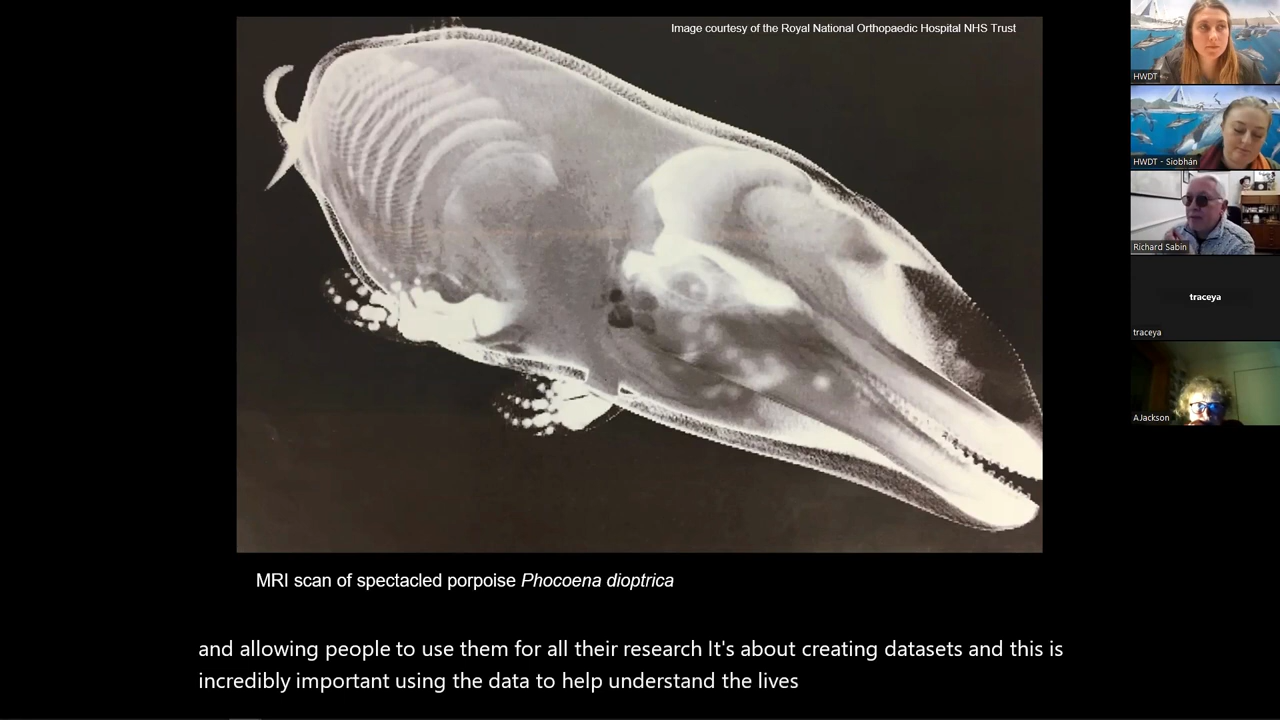 Image courtesy of the Royal National Orthopaedic Hospital NHS Trust
HWDT
HWDT - Siobhán
Richard Sabin
traceya
traceya
AJackson
MRI scan of spectacled porpoise Phocoena dioptrica
and allowing people to use them for all their research It's about creating datasets and this is
incredibly important using the data to help understand the lives